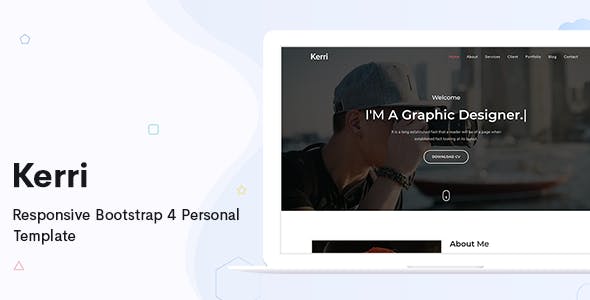 Kerri
Responsive Bootstrap 4 Personal
Template
Kerri
Home About Services Client Portfolio Blog Contact
Welcome
I'M A Graphic Designer.|
It is a long established fact that a reader will be of a page when
established fact looking at its layout.
DOWNLOAD CV
About Me